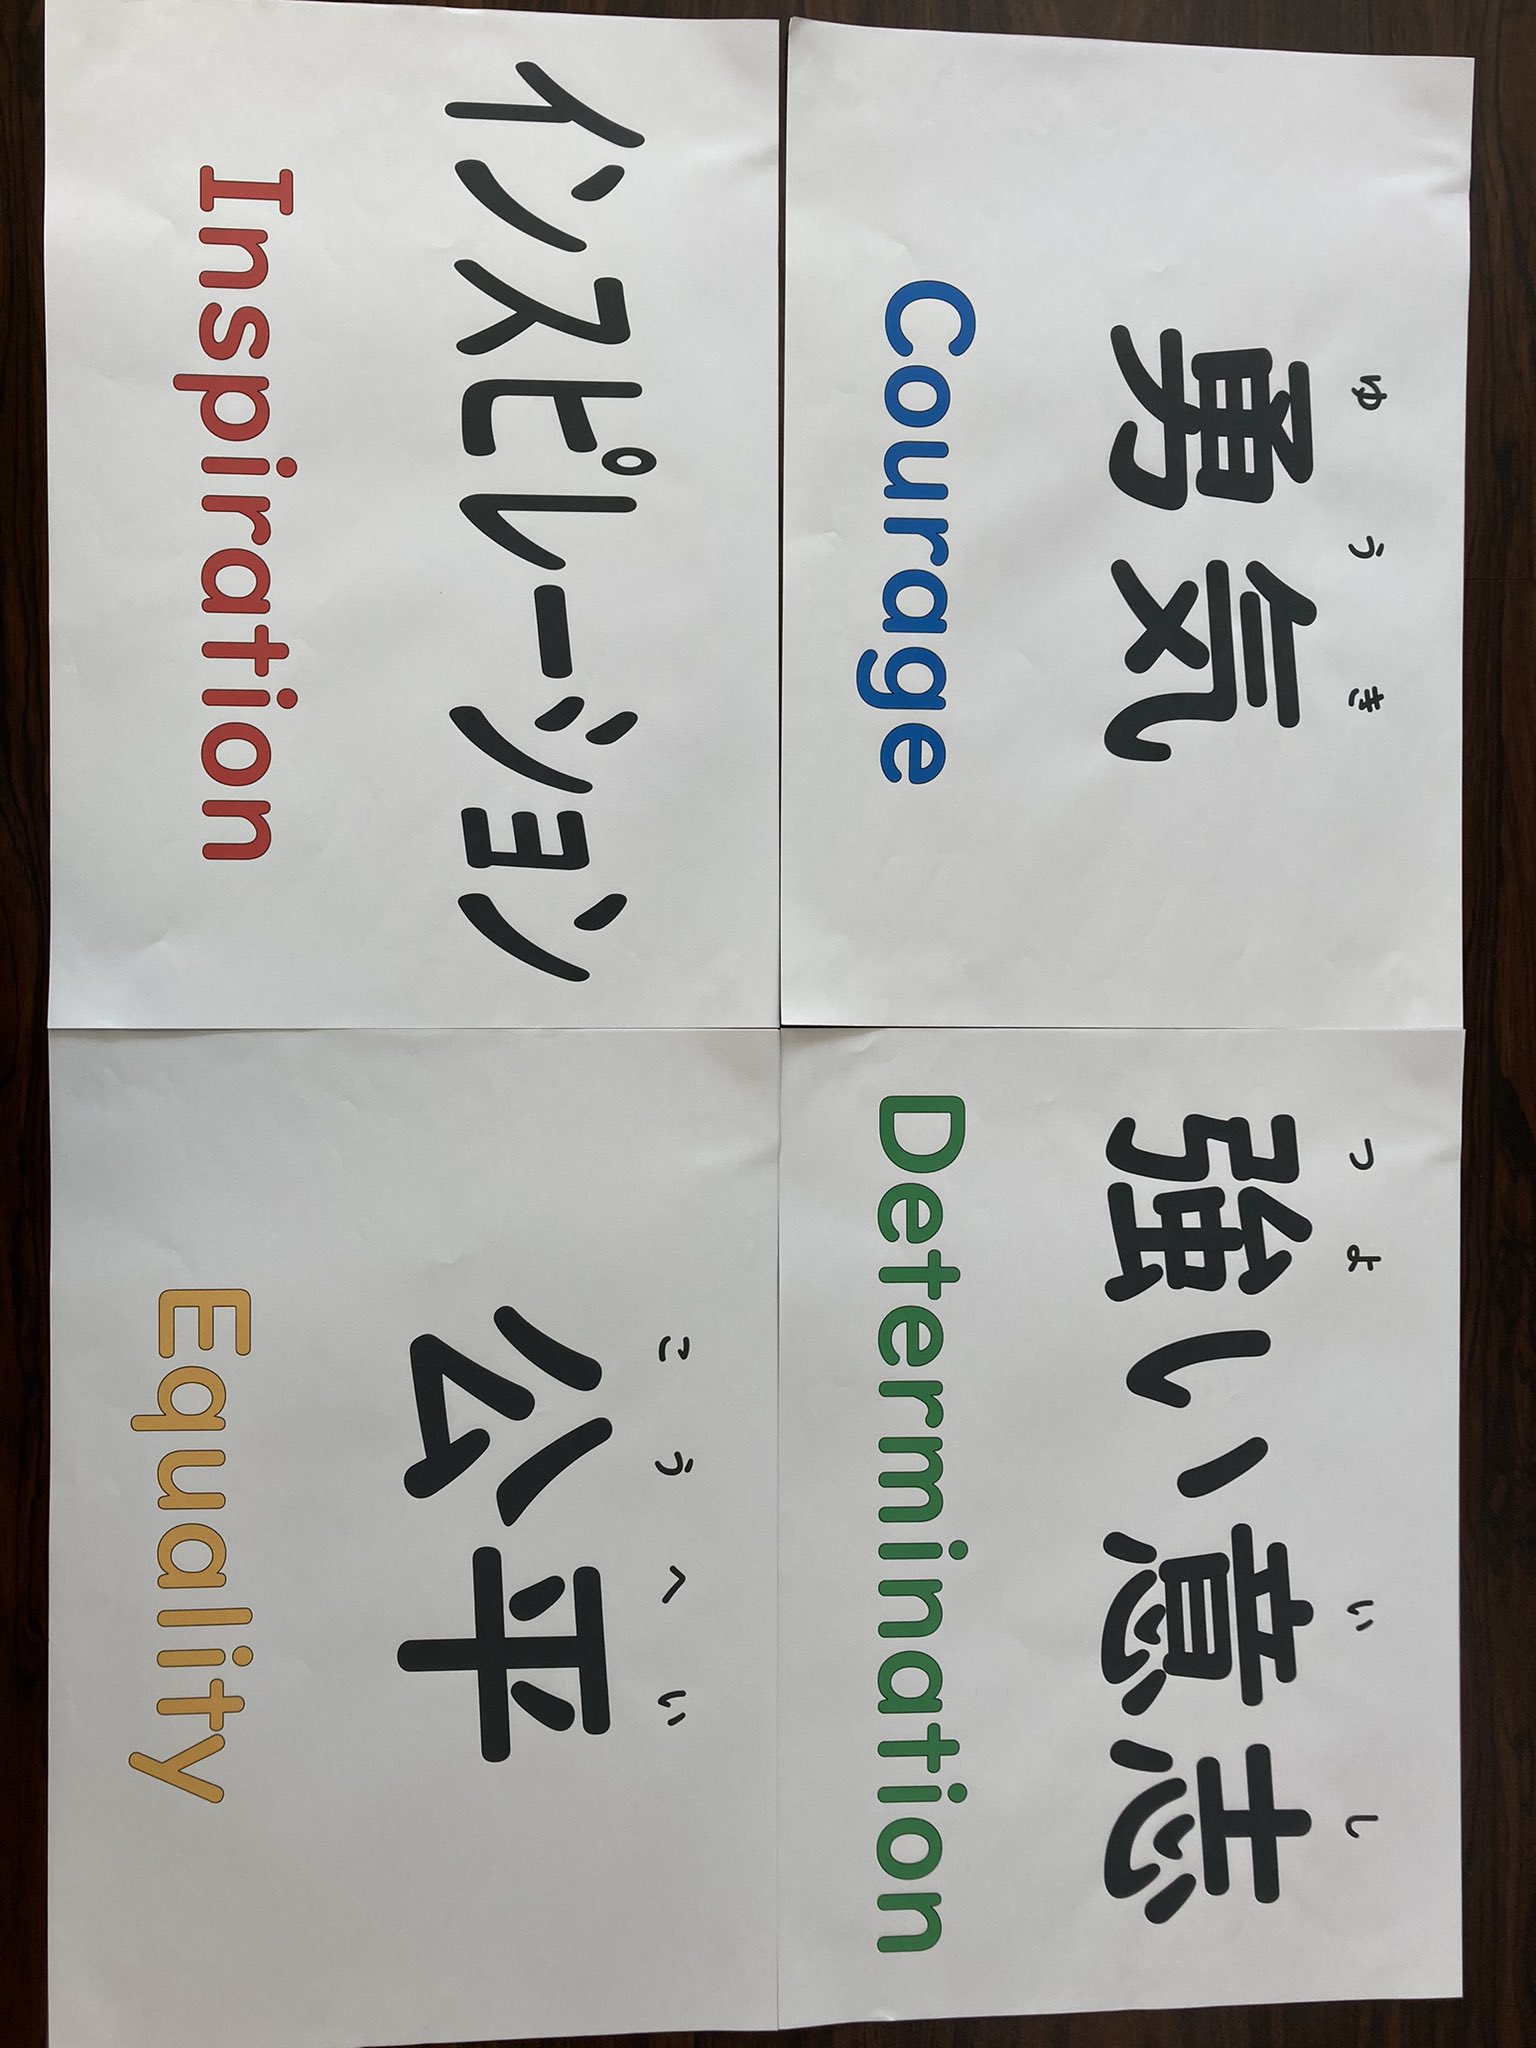 ゆうき
勇気
Courage
つよ いし
強い意志
Determination
インスピレーション
Inspiration
こうへい
公平
Equality